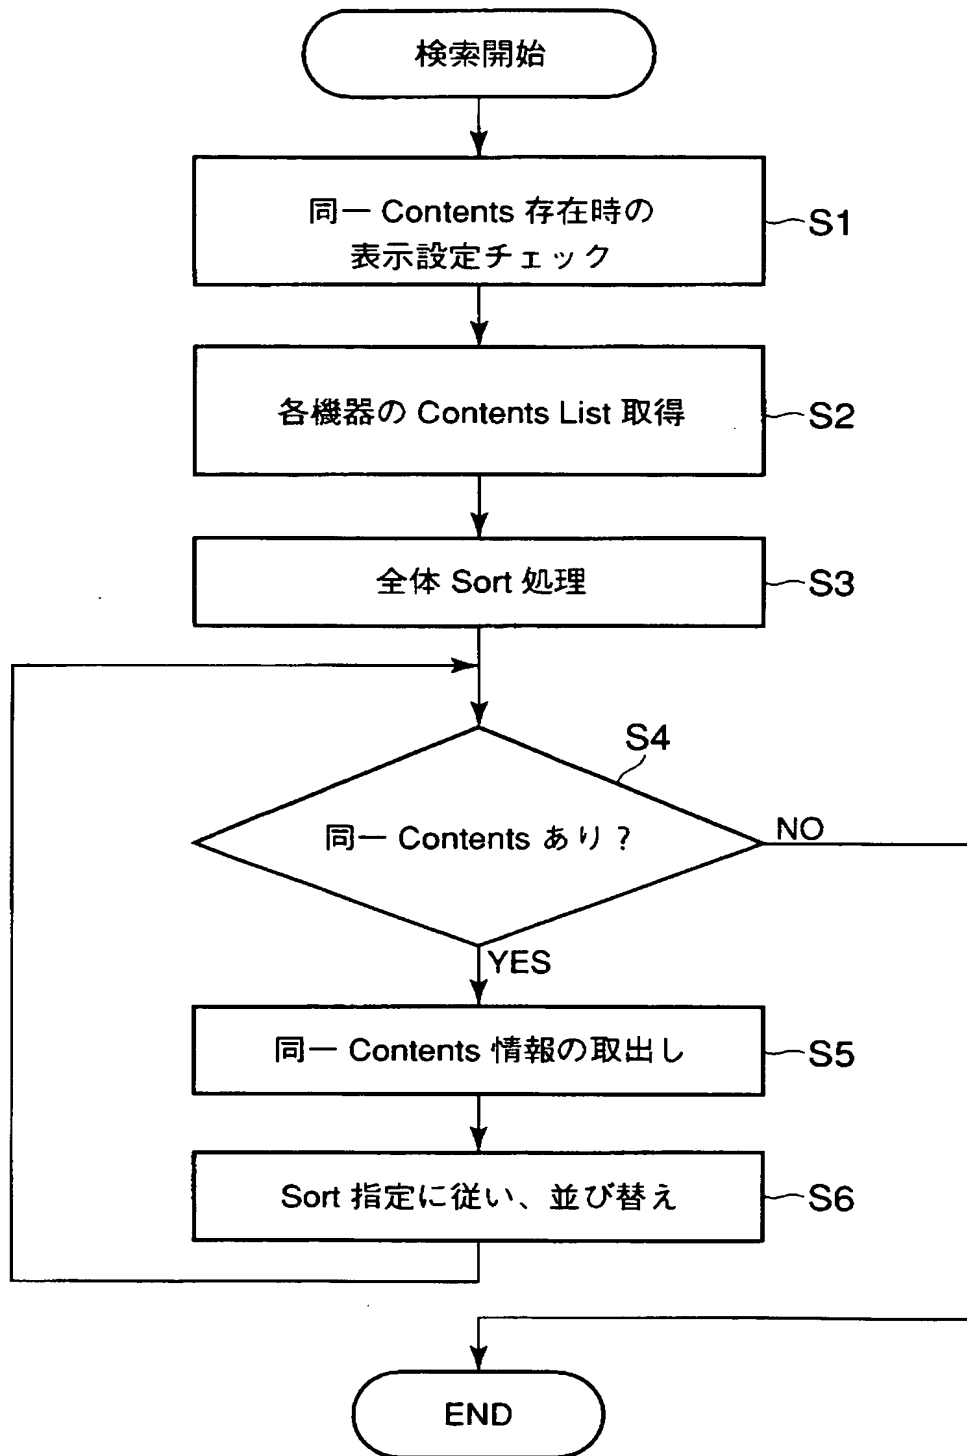 検索開始
同一 Contents 存在時の
表示設定チェック
S1
各機器の Contents List 取得
S2
全体 Sort 処理
S3
S4
同一 Contents あり？
NO
YES
同一 Contents 情報の取出し
S5
Sort 指定に従い、並び替え
S6
END